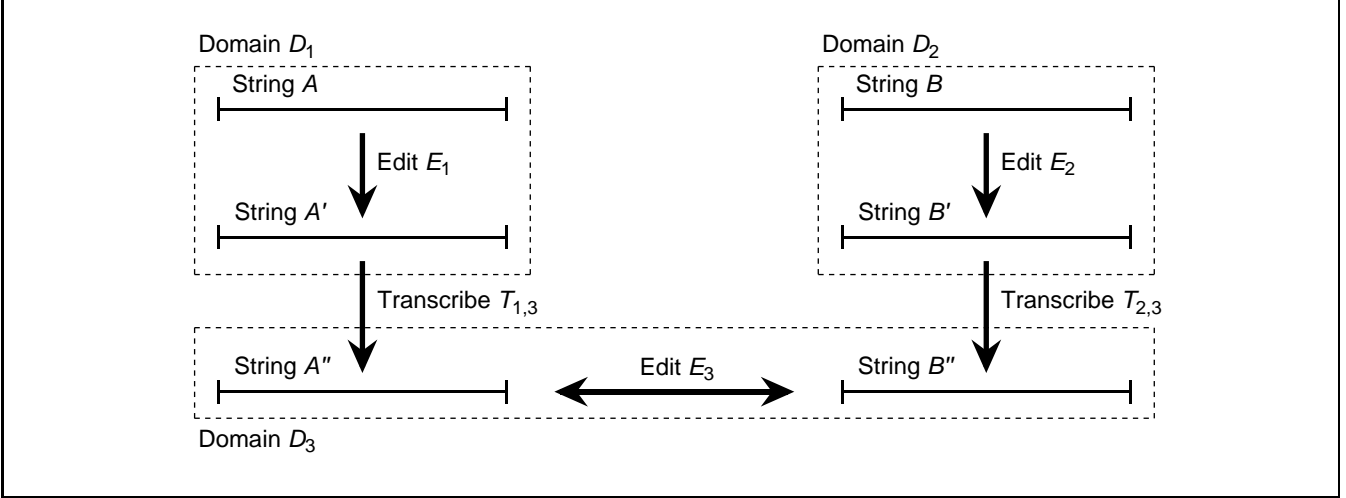 Domain D1
Domain D2
String A
String B
Edit E1
Edit E2
String A'
String B'
Transcribe T1,3
Transcribe T2,3
String A"
Edit E3
String B"
Domain D3